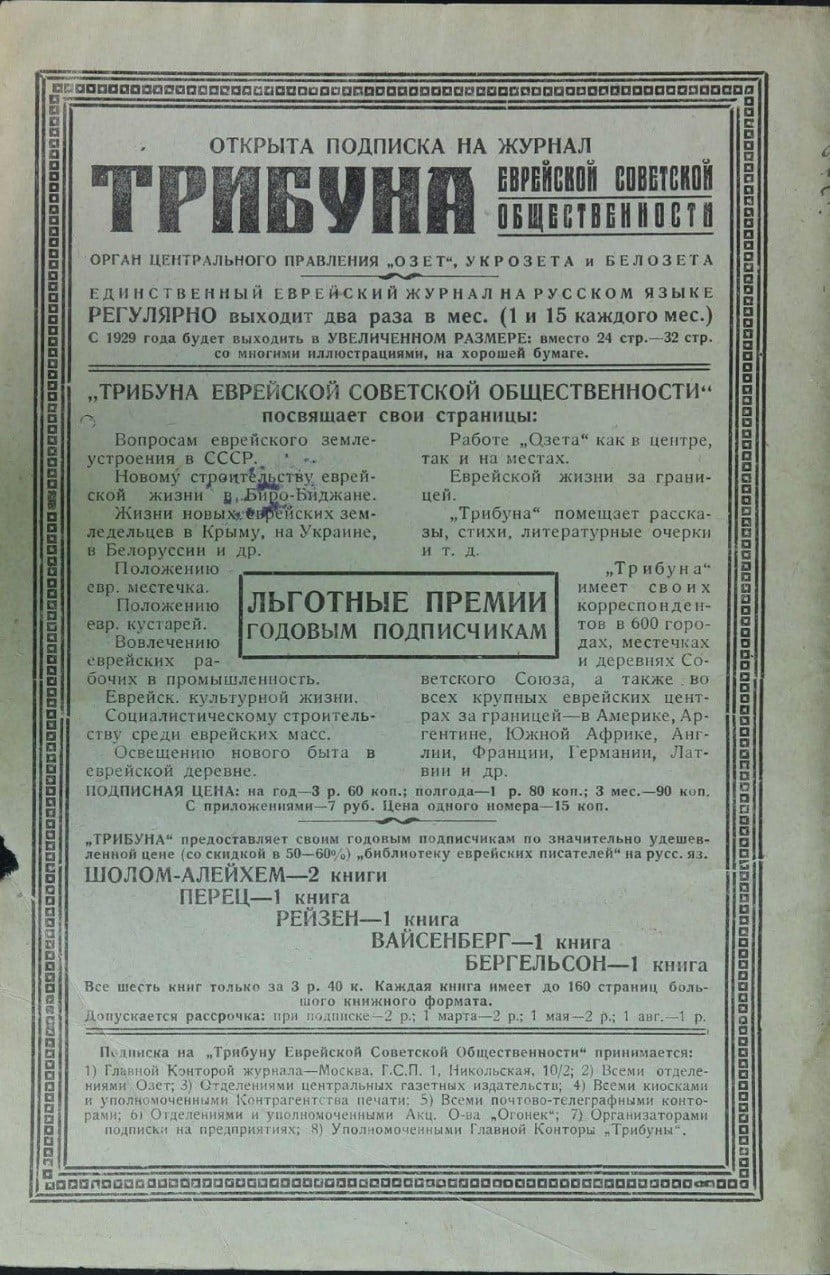 ОТКРЫТА ПОДПИСКА НА ЖУРНАЛ
ТРИБУНА ЕВРЕЙСКОЙ СОВЕТСКОЙ
ОБЩЕСТВЕННОСТИ
ОРГАН ЦЕНТРАЛЬНОГО ПРАВЛЕНИЯ „ОЗЕТ“, УКРОЗЕТА и БЕЛОЗЕТА
ЕДИНСТВЕННЫЙ ЕВРЕЙСКИЙ ЖУРНАЛ НА РУССКОМ ЯЗЫКЕ
РЕГУЛЯРНО выходит два раза в мес. (1 и 15 каждого мес.)
С 1929 года будет выходить в УВЕЛИЧЕННОМ РАЗМЕРЕ: вместо 24 стр.—32 стр.
со многими иллюстрациями, на хорошей бумаге.
„ТРИБУНА ЕВРЕЙСКОЙ СОВЕТСКОЙ ОБЩЕСТВЕННОСТИ“
посвящает свои страницы:
Вопросам еврейского земле-
устроения в СССР.
Новому строительству еврей-
ской жизни в Биро-Биджане.
Жизни новых еврейских зем-
ледельцев в Крыму, на Украине,
в Белоруссии и др.
Положению
евр. местечка.
Положению
евр. кустарей.
Вовлечению
еврейских ра-
бочих в промышленность.
Еврейск. культурной жизни.
Социалистическому строитель-
ству среди еврейских масс.
Освещению нового быта в
еврейской деревне.
ЛЬГОТНЫЕ ПРЕМИИ
ГОДОВЫМ ПОДПИСЧИКАМ
Работе „Озета“ как в центре,
так и на местах.
Еврейской жизни за грани-
цей.
„Трибуна“ помещает расска-
зы, стихи, литературные очерки
и т. д.
„Трибуна“
имеет своих
корреспонден-
тов в 600 горо-
дах, местечках
и деревнях Со-
ветского Союза, а также во
всех крупных еврейских цент-
рах за границей—в Америке, Ар-
гентине, Южной Африке, Анг-
лии, Франции, Германии, Лат-
вии и др.
ПОДПИСНАЯ ЦЕНА: на год—3 р. 60 коп.; полгода—1 р. 80 коп.; 3 мес.—90 коп.
С приложениями—7 руб. Цена одного номера—15 коп.
„ТРИБУНА“ предоставляет своим годовым подписчикам по значительно удешев-
ленной цене (со скидкой в 50—60%) „библиотеку еврейских писателей“ на русс. яз.
ШОЛОМ-АЛЕЙХЕМ—2 книги
ПЕРЕЦ—1 книга
РЕЙЗЕН—1 книга
ВАЙСЕНБЕРГ—1 книга
БЕРГЕЛЬСОН—1 книга
Все шесть книг только за 3 р. 40 к. Каждая книга имеет до 160 страниц боль-
шого книжного формата.
Допускается рассрочка: при подписке—2 р.; 1 марта—2 р.; 1 мая—2 р.; 1 авг.—1 р.
Подписка на „Трибуну Еврейской Советской Общественности“ принимается:
1) Главной Конторой журнала—Москва, Г.С.П. 1, Никольская, 10/2; 2) Всеми отделе-
ниями Озет; 3) Отделениями центральных газетных издательств; 4) Всеми киосками
и уполномоченными Контрагентства печати; 5) Всеми почтово-телеграфными конто-
рами; 6) Отделениями и уполномоченными Акц. О-ва „Огонек“; 7) Организаторами
подписки на предприятиях; 8) Уполномоченными Главной Конторы „Трибуны“.